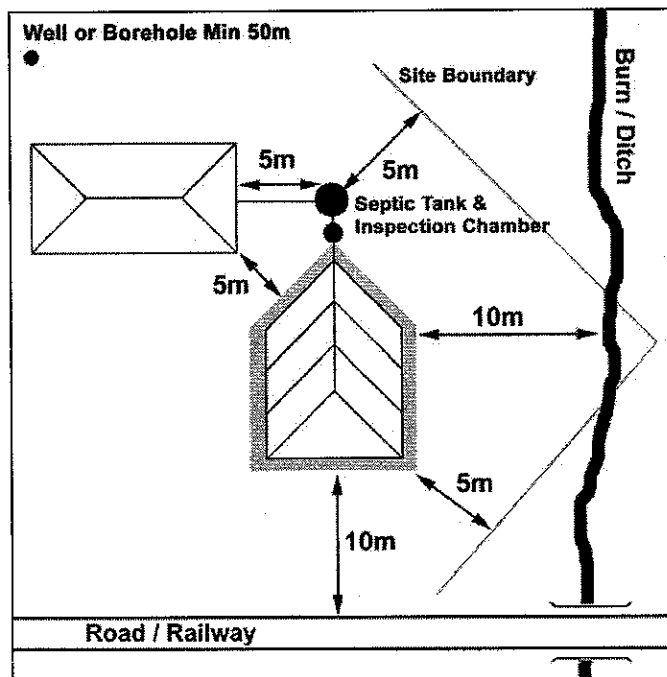 Well or Borehole Min 50m
Site Boundary
Burn / Ditch
5m
5m
Septic Tank &
Inspection Chamber
5m
10m
5m
10m
Road / Railway